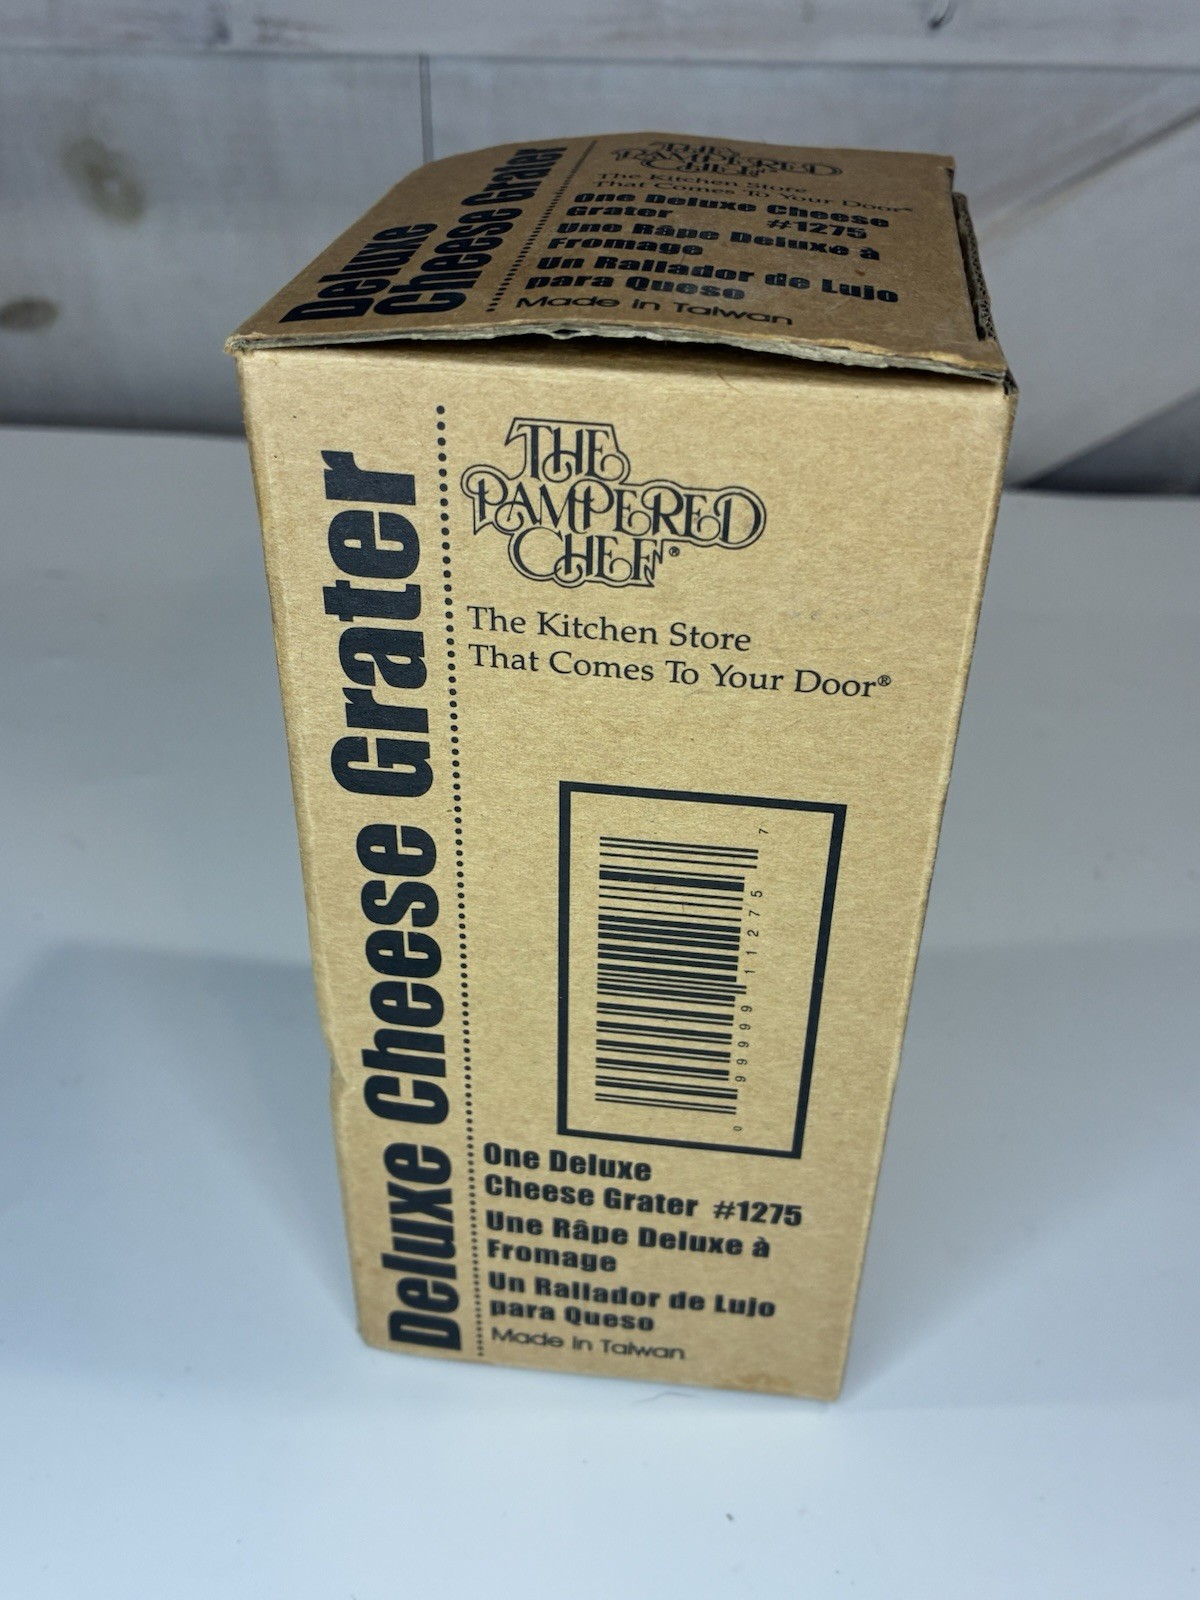 Deluxe
Cheese Grater
THE
PAMPERED
CHEF
The Kitchen Store
That Comes To Your Door®
One Deluxe Cheese
Grater #1275
Une Râpe Deluxe à
Fromage
Un Rallador de Lujo
para Queso
Made in Taiwan
Deluxe Cheese Grater
THE
PAMPERED
CHEF®
The Kitchen Store
That Comes To Your Door®
0 99999 11275 7
One Deluxe
Cheese Grater #1275
Une Râpe Deluxe à
Fromage
Un Rallador de Lujo
para Queso
Made in Taiwan